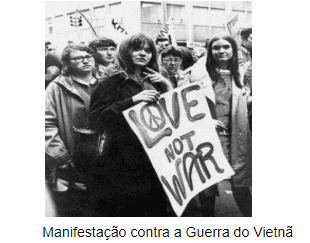 LOVE
NOT
WAR
Manifestação contra a Guerra do Vietnã